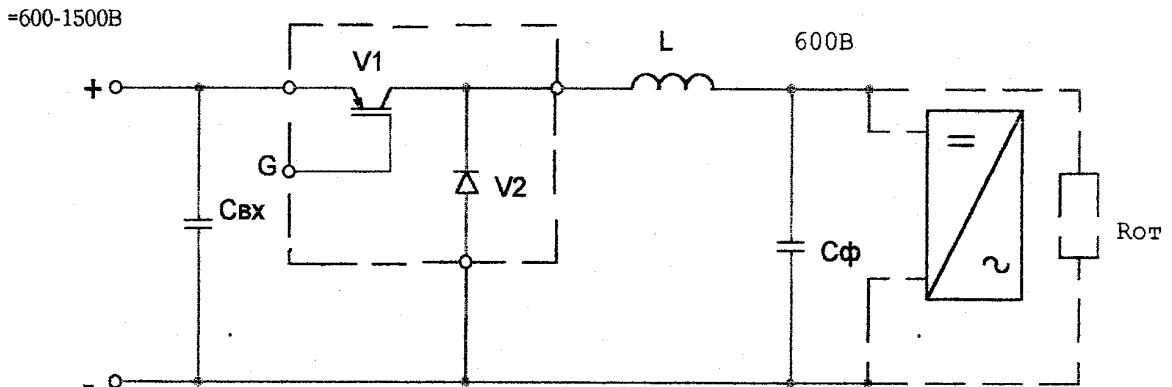 =600-1500В
V1
L
600В
+
G
V2
Свх
Сф
=
~
Rот
-